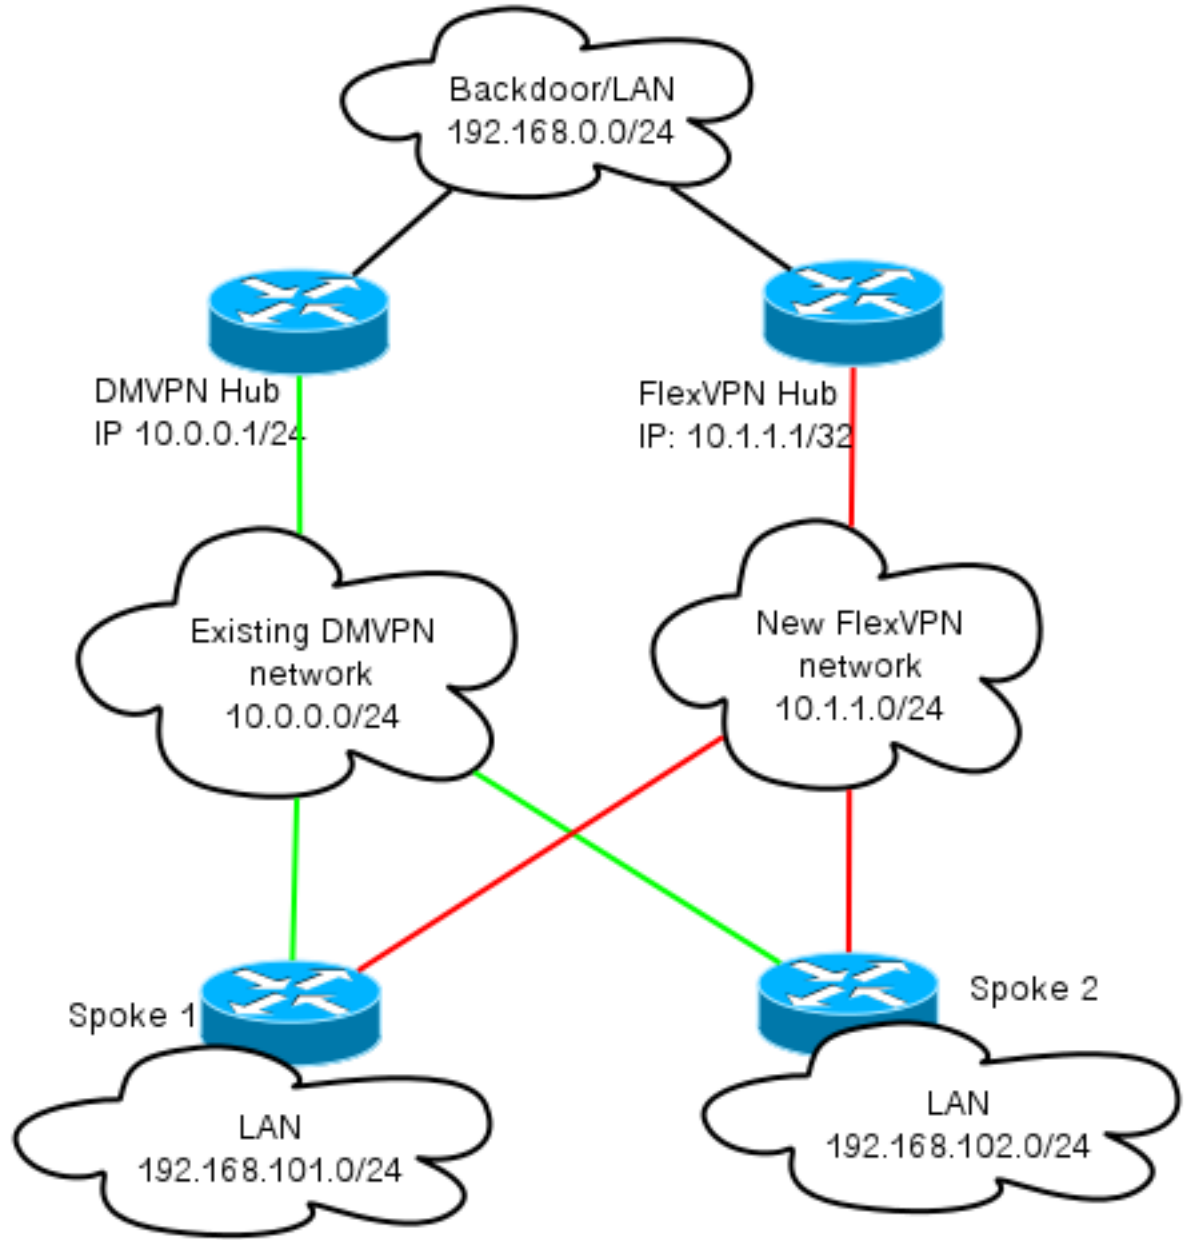 Backdoor/LAN
192.168.0.0/24
DMVPN Hub
IP 10.0.0.1/24
FlexVPN Hub
IP: 10.1.1.1/32
Existing DMVPN
network
10.0.0.0/24
New FlexVPN
network
10.1.1.0/24
Spoke 1
Spoke 2
LAN
192.168.101.0/24
LAN
192.168.102.0/24